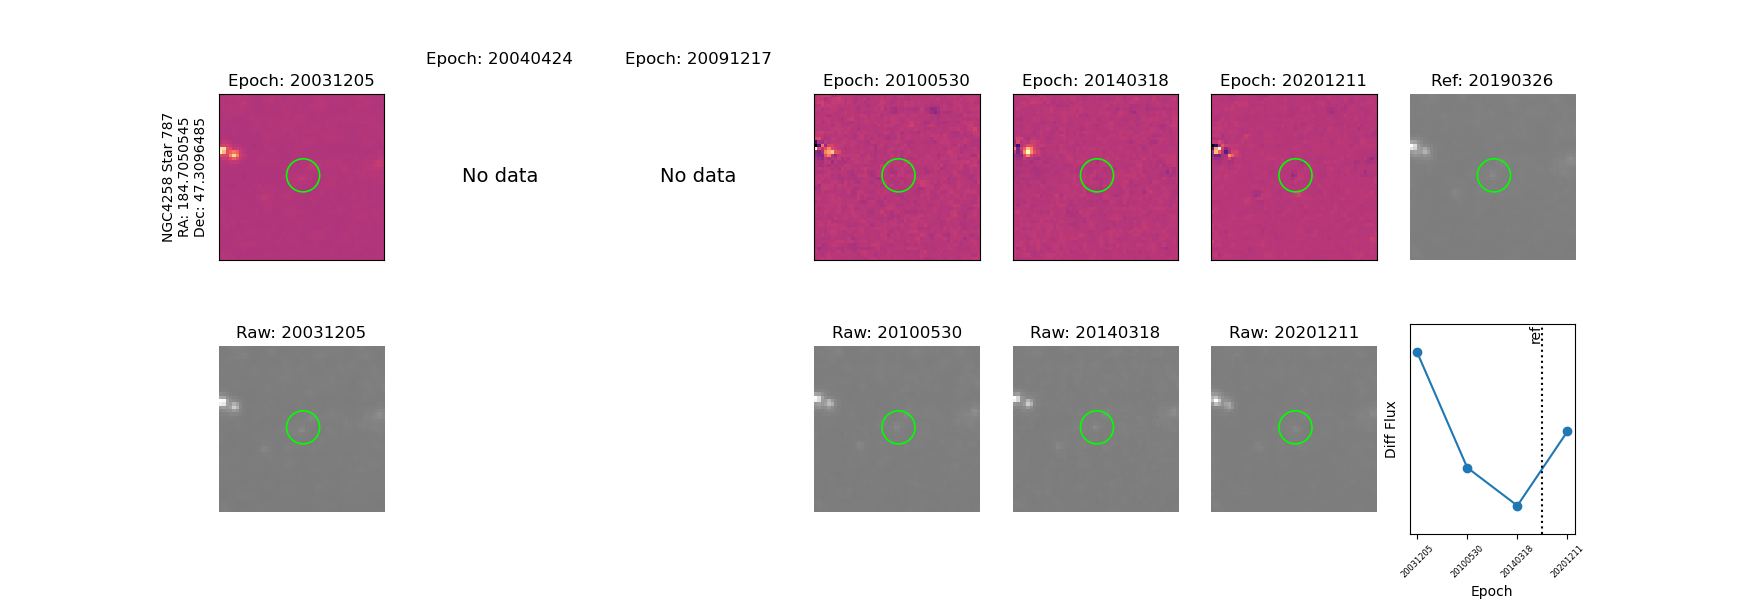 Epoch: 20040424
Epoch: 20091217
Epoch: 20031205
Epoch: 20100530
Epoch: 20140318
Epoch: 20201211
Ref: 20190326
NGC4258 Star 787
RA: 184.7050545
Dec: 47.3096485
No data
No data
Raw: 20031205
Raw: 20100530
Raw: 20140318
Raw: 20201211
ref
Diff Flux
20031205
20100530
20140318
20201211
Epoch